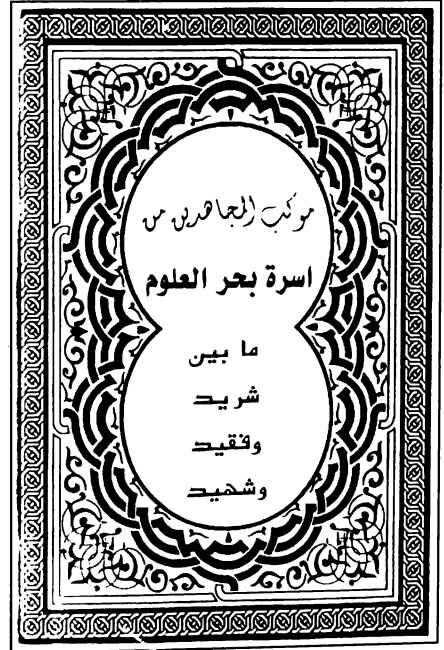 موكب المجاهدين من
اسرة بحر العلوم
ما بين
شريد
وفقيد
وشهيد